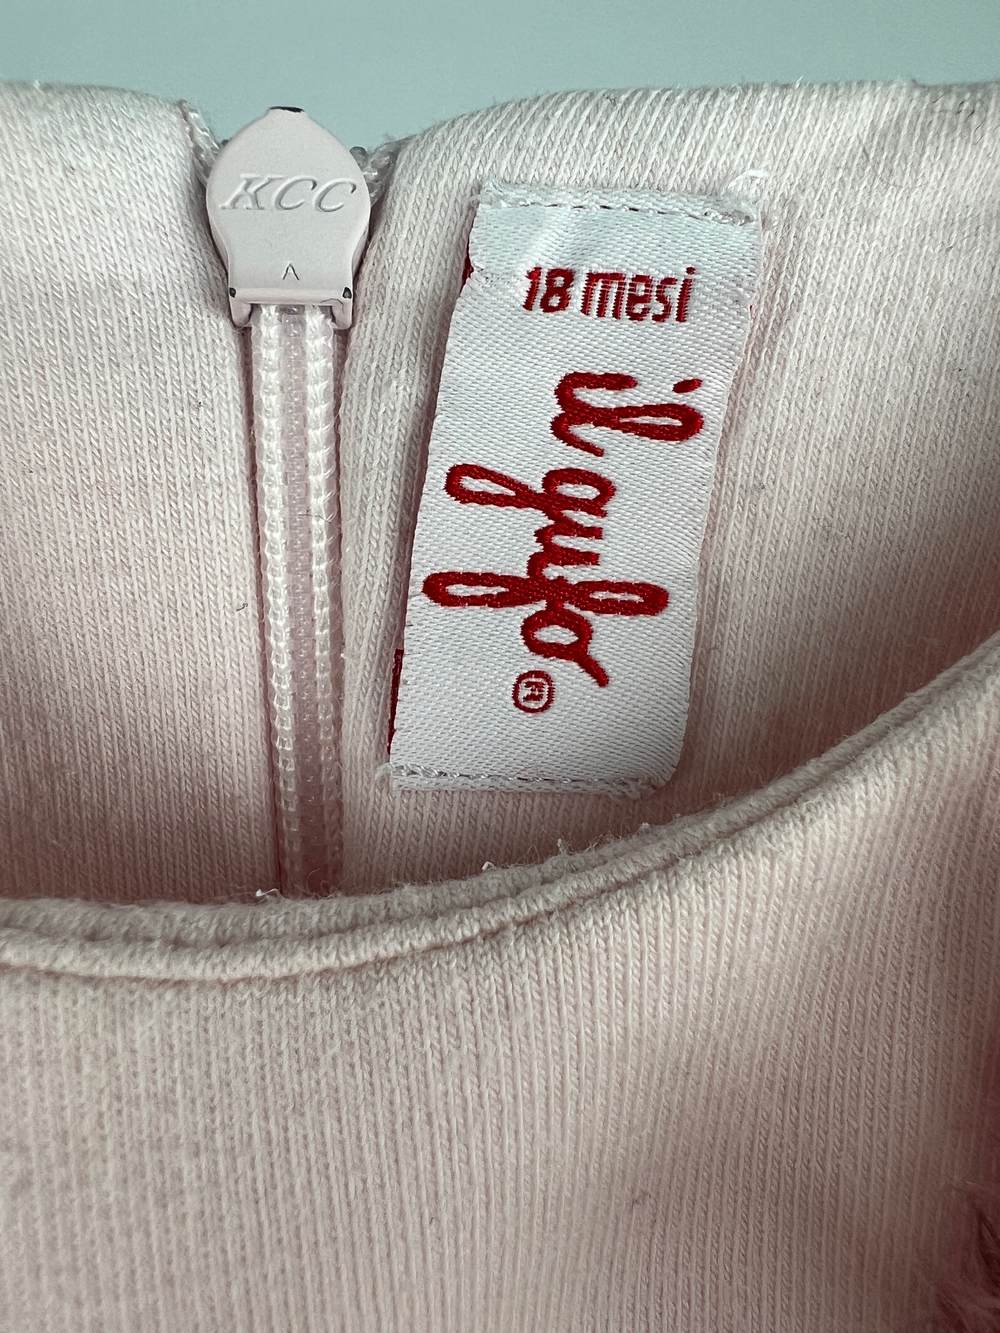 KCC
A
18 mesi
il gufo®